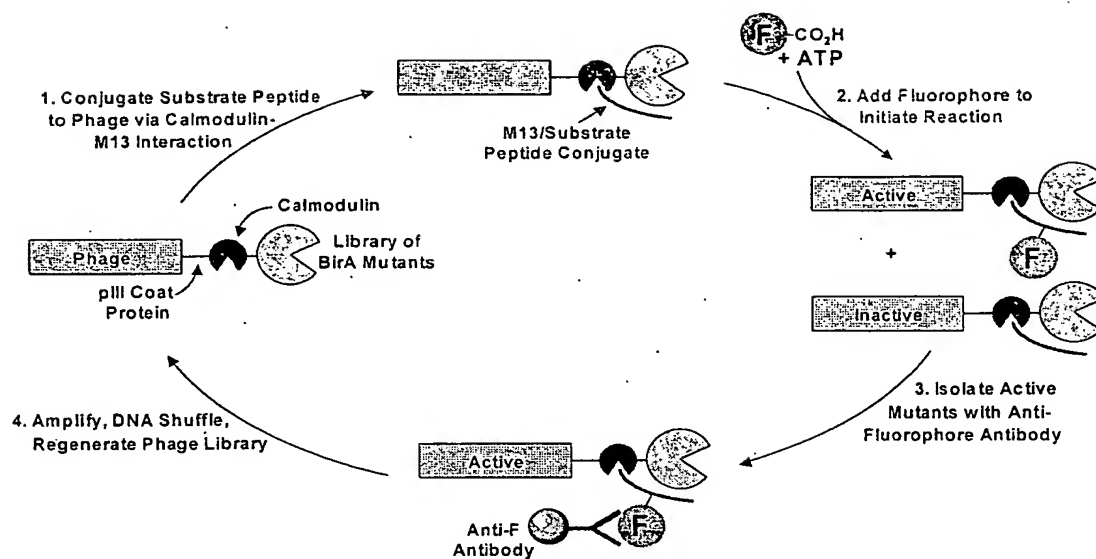 F
CO2H
+ ATP
1. Conjugate Substrate Peptide
to Phage via Calmodulin-
M13 Interaction
2. Add Fluorophore to
Initiate Reaction
M13/Substrate
Peptide Conjugate
Active
F
+
Inactive
Calmodulin
Phage
Library of
BirA Mutants
pIII Coat
Protein
3. Isolate Active
Mutants with Anti-
Fluorophore Antibody
4. Amplify, DNA Shuffle,
Regenerate Phage Library
Active
F
Anti-F
Antibody